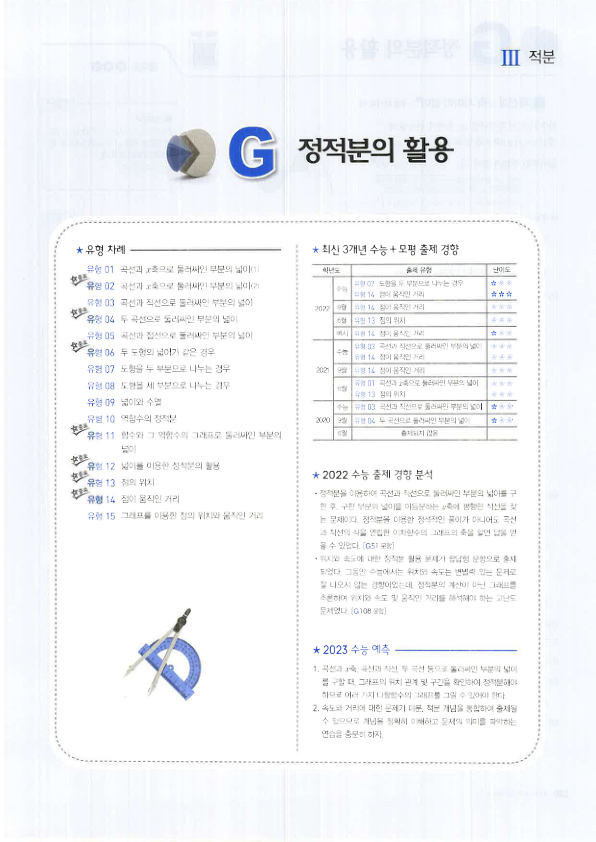 Ⅲ 적분
G 정적분의 활용
★ 유형 차례
유형 01 곡선과 x축으로 둘러싸인 부분의 넓이(1)
유형 02 곡선과 x축으로 둘러싸인 부분의 넓이(2)
유형 03 곡선과 직선으로 둘러싸인 부분의 넓이
유형 04 두 곡선으로 둘러싸인 부분의 넓이
유형 05 곡선과 접선으로 둘러싸인 부분의 넓이
유형 06 두 도형의 넓이가 같은 경우
유형 07 도형을 두 부분으로 나누는 경우
유형 08 도형을 세 부분으로 나누는 경우
유형 09 넓이와 수열
유형 10 역함수의 정적분
유형 11 함수와 그 역함수의 그래프로 둘러싸인 부분의
넓이
유형 12 넓이를 이용한 정적분의 활용
유형 13 점의 위치
유형 14 점이 움직인 거리
유형 15 그래프를 이용한 점의 위치와 움직인 거리
★ 최신 3개년 수능 + 모평 출제 경향
학년도 출제 유형 난이도
2022 수능 유형 07 도형을 두 부분으로 나누는 경우 ★★★
유형 14 점이 움직인 거리 ★★★
9월 유형 14 점이 움직인 거리 ★★★
6월 유형 13 점의 위치 ★★★
예시 유형 14 점이 움직인 거리 ★★★
2021 수능 유형 03 곡선과 직선으로 둘러싸인 부분의 넓이 ★★★
유형 14 점이 움직인 거리 ★★★
9월 유형 14 점이 움직인 거리 ★★★
6월 유형 01 곡선과 x축으로 둘러싸인 부분의 넓이 ★★★
유형 13 점의 위치 ★★★
2020 수능 유형 03 곡선과 직선으로 둘러싸인 부분의 넓이 ★★★
9월 유형 04 두 곡선으로 둘러싸인 부분의 넓이 ★★★
6월 출제되지 않음
★ 2022 수능 출제 경향 분석
• 정적분을 이용하여 곡선과 직선으로 둘러싸인 부분의 넓이를 구
한 후, 구한 부분의 넓이를 이등분하는 y축에 평행한 직선을 찾
는 문제이다. 정적분을 이용한 정석적인 풀이가 아니어도 곡선
과 직선의 식을 연립한 이차함수의 그래프의 축을 알면 답을 얻
을 수 있었다. [G51 포함]
• 위치와 속도에 대한 정적분 활용 문제가 합답형 문항으로 출제
되었다. 그동안 수능에서는 위치와 속도는 변별력 있는 문제로
잘 나오지 않는 경향이었는데, 정적분의 계산이 아닌 그래프를
추론하여 위치와 속도 및 움직인 거리를 해석해야 하는 고난도
문제였다. [G108 포함]
★ 2023 수능 예측
1. 곡선과 x축, 곡선과 직선, 두 곡선 등으로 둘러싸인 부분의 넓이
를 구할 때, 그래프의 위치 관계 및 구간을 확인하여 정적분해야
하므로 여러 가지 다항함수의 그래프를 그릴 수 있어야 한다.
2. 속도와 거리에 대한 문제가 미분, 적분 개념을 통합하여 출제될
수 있으므로 개념을 정확히 이해하고 문제의 의미를 파악하는
연습을 충분히 하자.